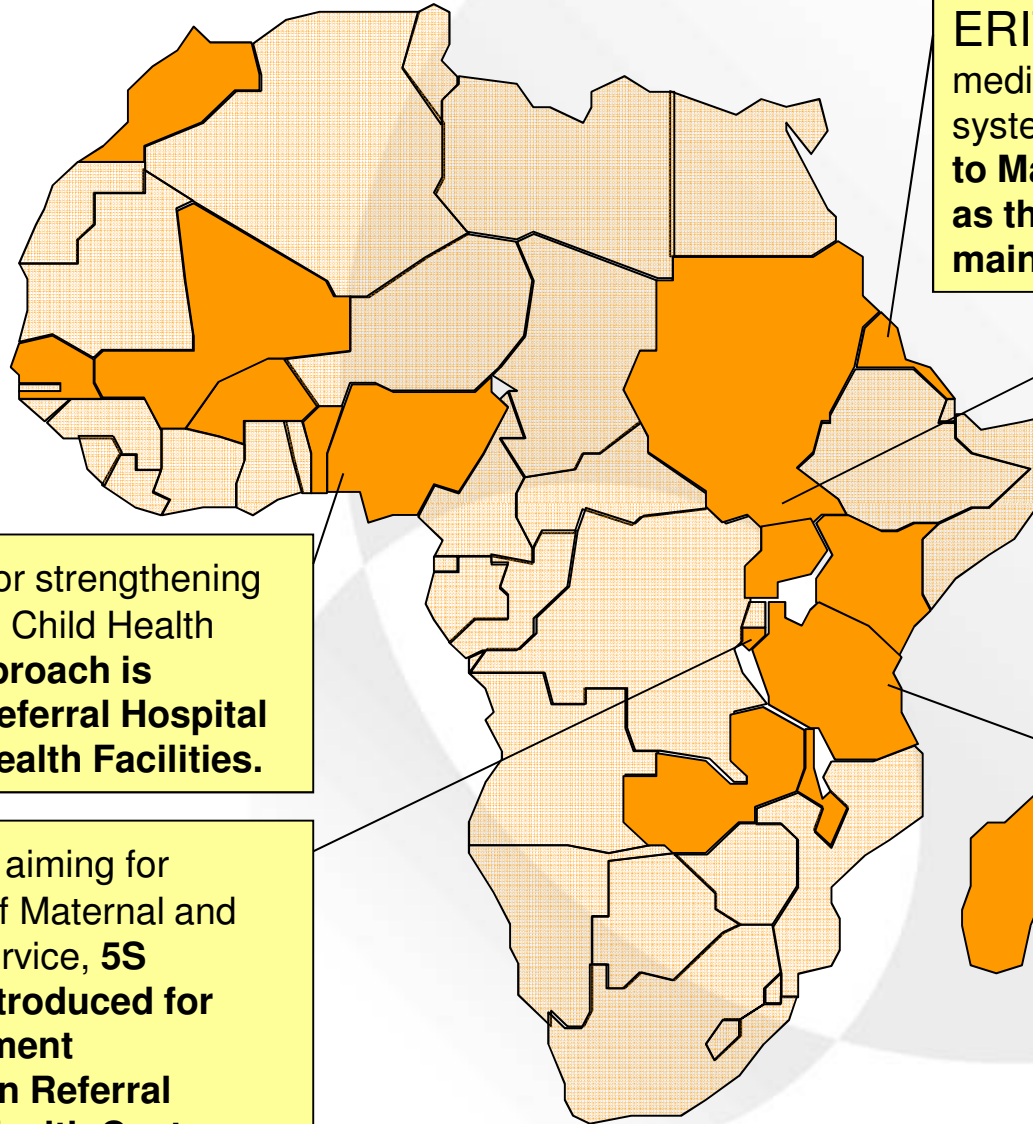 ERI
medi
syste
to Ma
as th
main
or strengthening
Child Health
proach is
eferral Hospital
ealth Facilities.
aiming for
f Maternal and
rvice, 5S
troduced for
ment
n Referral